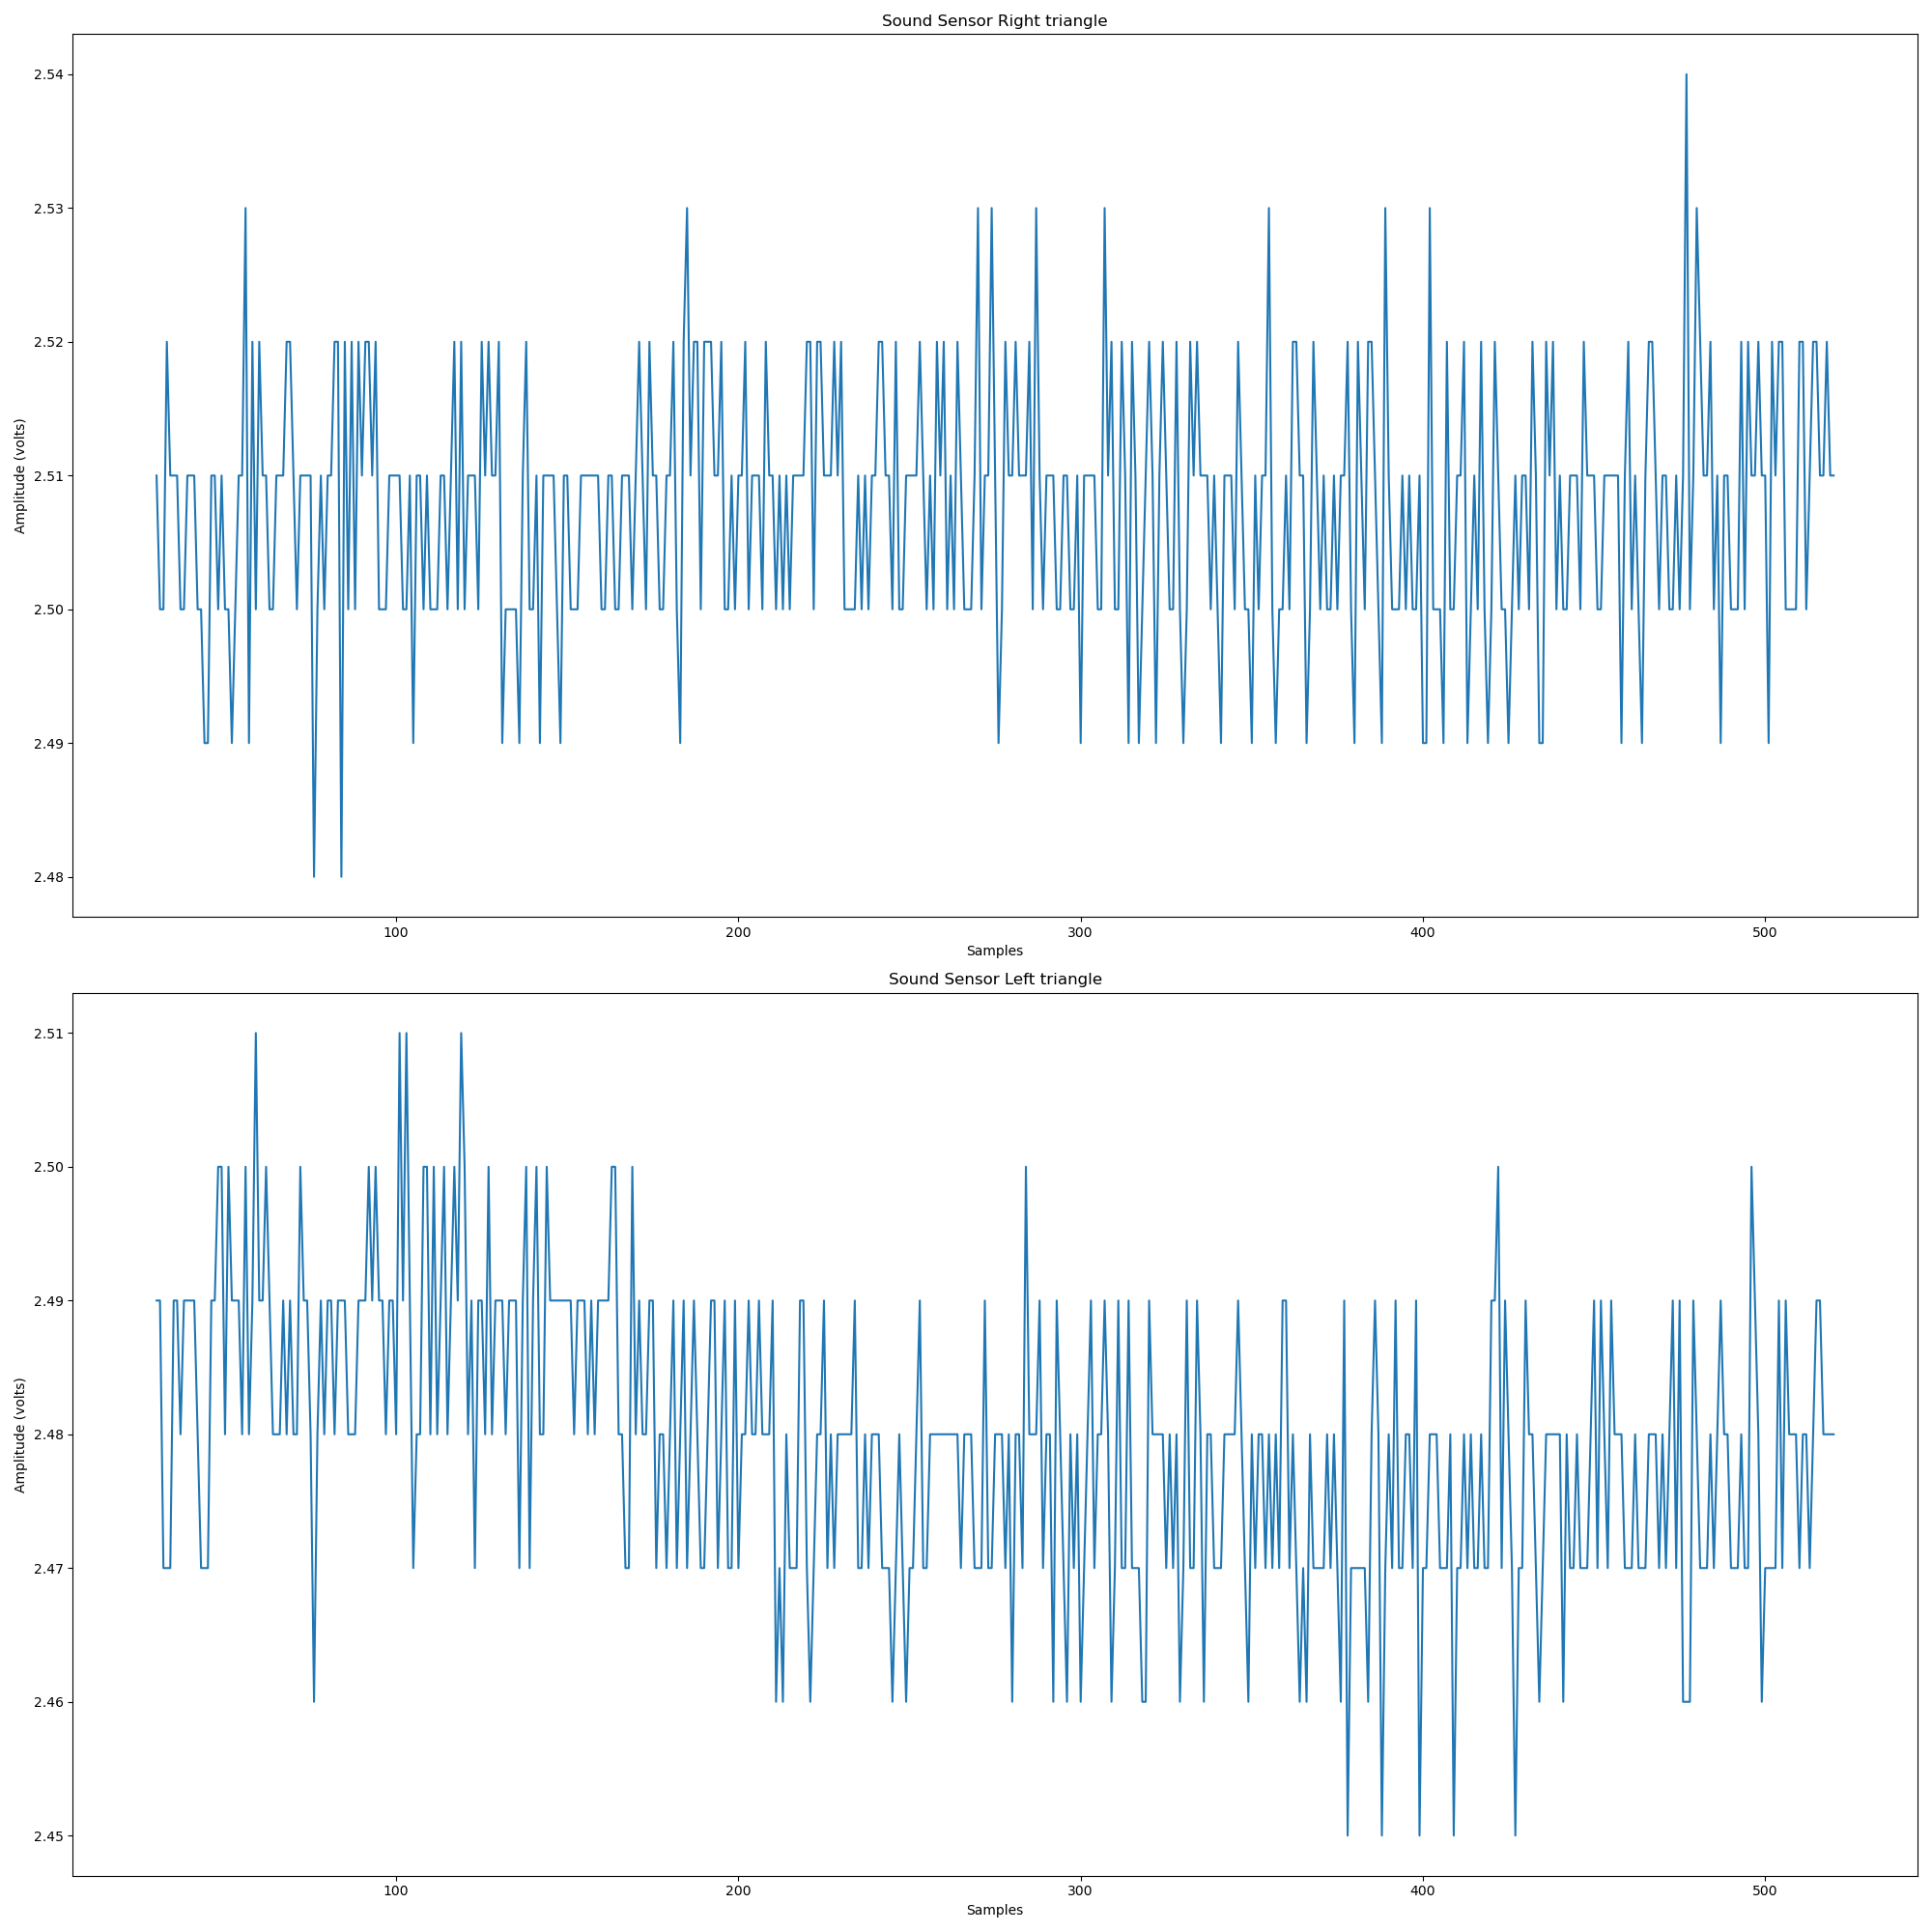 Sound Sensor Right triangle
2.54
2.53
2.52
2.51
2.50
2.49
2.48
Amplitude (volts)
100 200 300 400 500
Samples
Sound Sensor Left triangle
2.51
2.50
2.49
2.48
2.47
2.46
2.45
Amplitude (volts)
100 200 300 400 500
Samples